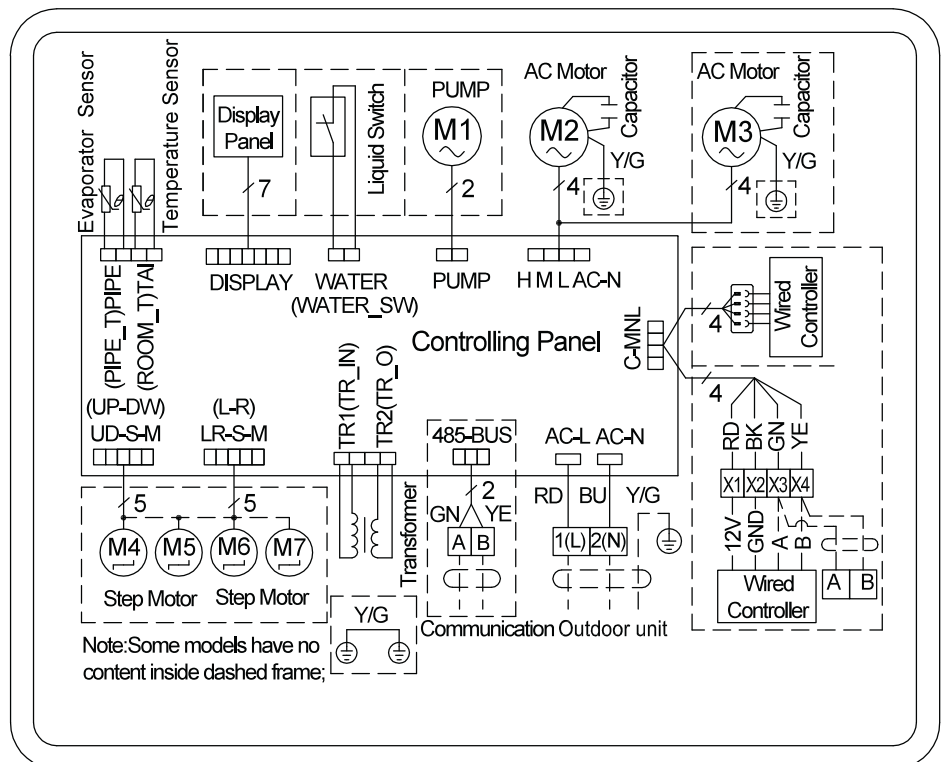 Evaporator Sensor
Temperature Sensor
Display
Panel
7
Liquid Switch
PUMP
M1
2
AC Motor
M2
Capacitor
Y/G
4
AC Motor
M3
Capacitor
Y/G
4
(PIPE_T)PIPE
(ROOM_T)TAI
DISPLAY
WATER
(WATER_SW)
PUMP
H M L AC-N
Controlling Panel
C-MNL
4
Wired
Controller
4
RD
BK
GN
YE
X1
X2
X3
X4
12V
GND
A
B
Wired
Controller
A
B
(UP-DW)
UD-S-M
(L-R)
LR-S-M
TR1(TR_IN)
TR2(TR_O)
Transformer
485-BUS
2
GN
YE
A
B
Communication
AC-L
AC-N
RD
BU
Y/G
1(L)
2(N)
Outdoor unit
5
5
M4
M5
M6
M7
Step Motor
Step Motor
Y/G
Note:Some models have no
content inside dashed frame;